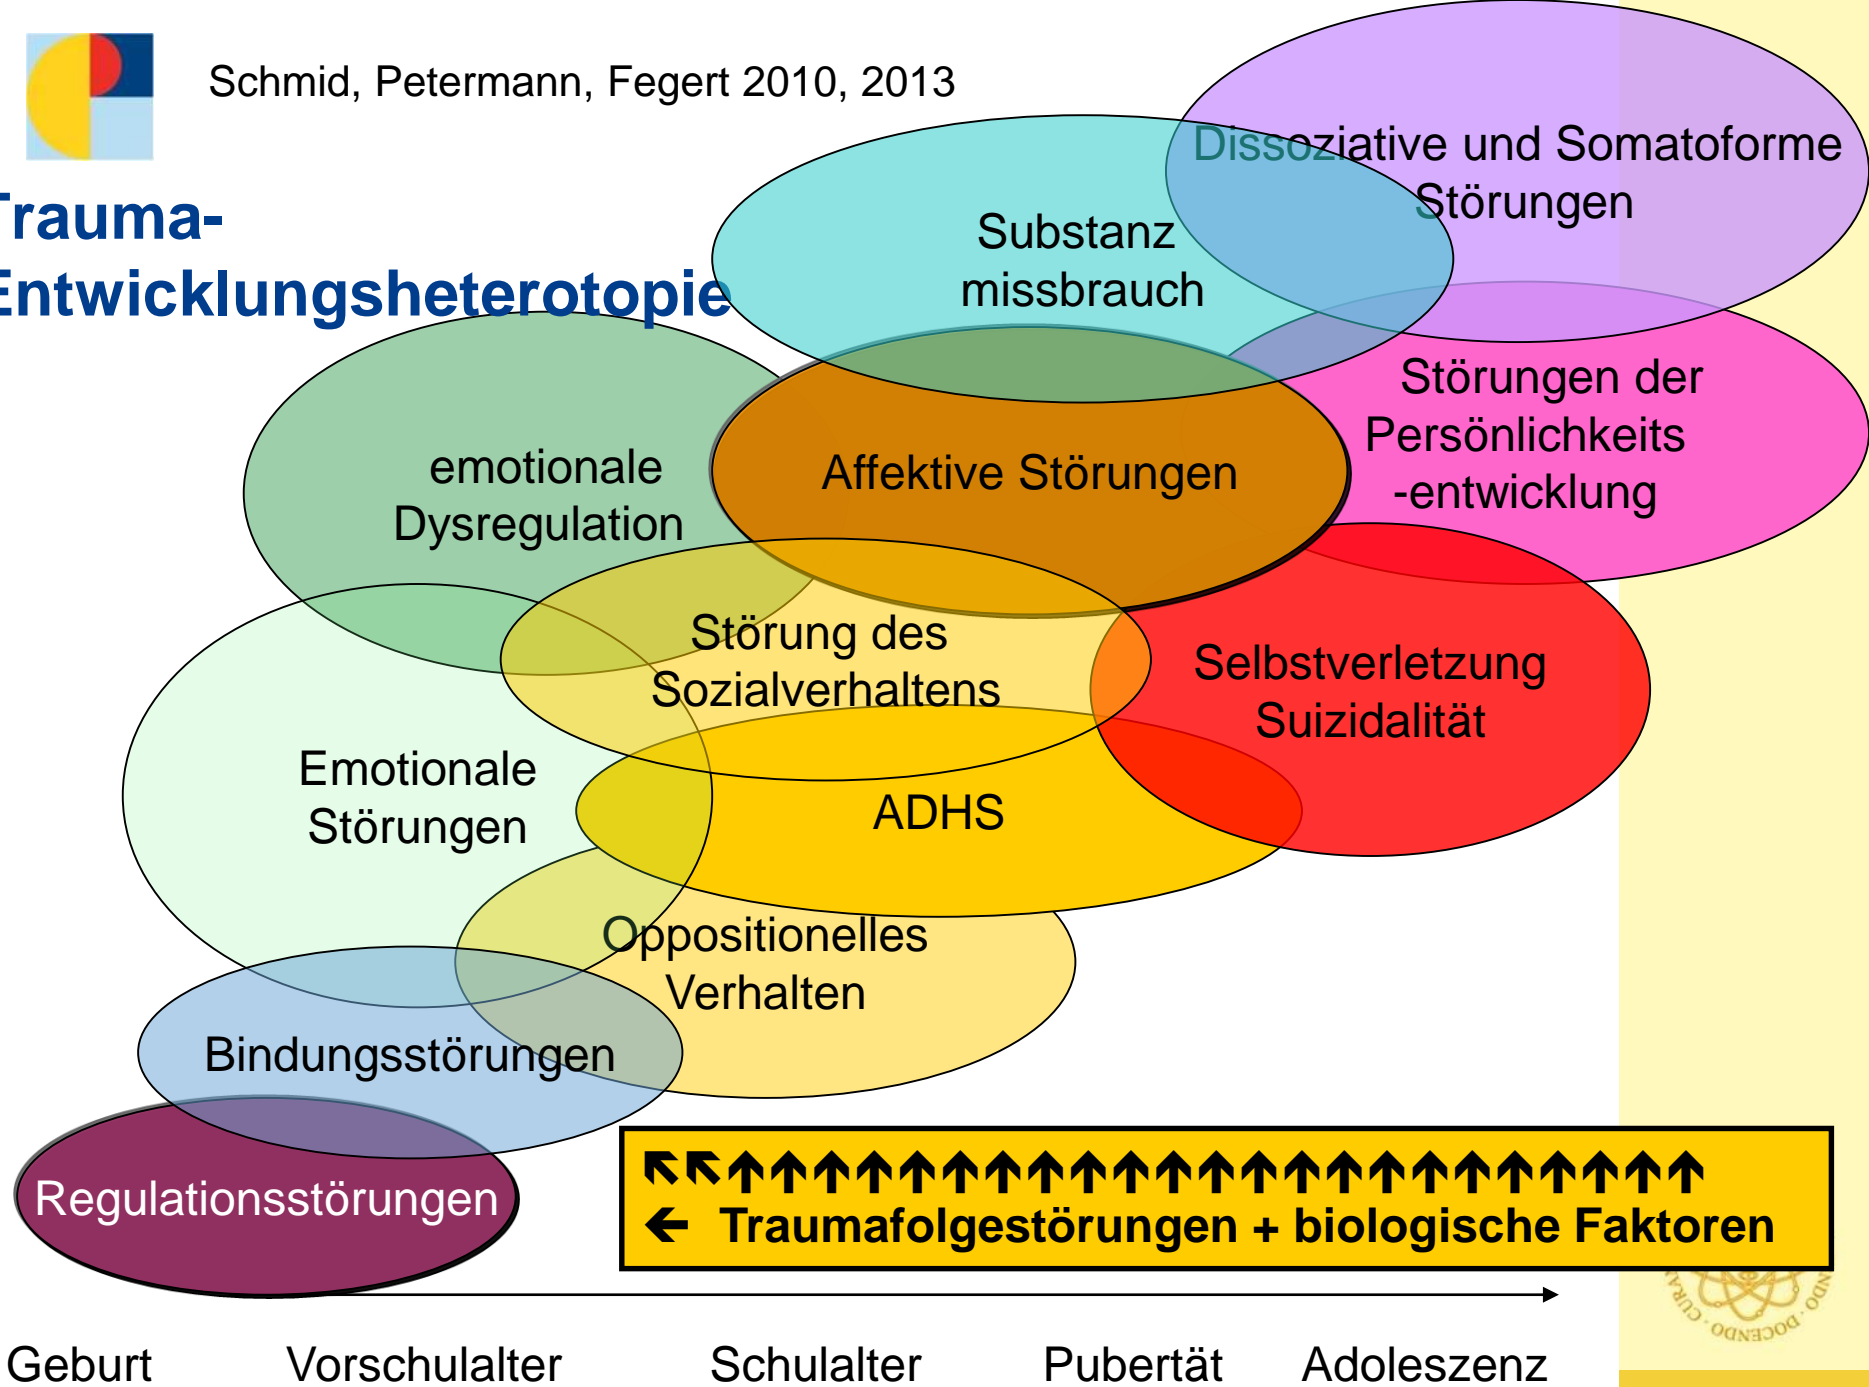 Schmid, Petermann, Fegert 2010, 2013
Trauma-
Entwicklungsheterotopie
Dissoziative und Somatoforme
Störungen
Substanz
missbrauch
Störungen der
Persönlichkeits
-entwicklung
emotionale
Dysregulation
Affektive Störungen
Störung des
Sozialverhaltens
Selbstverletzung
Suizidalität
Emotionale
Störungen
ADHS
Oppositionelles
Verhalten
Bindungsstörungen
Regulationsstörungen
↖↖↑↑↑↑↑↑↑↑↑↑↑↑↑↑↑↑↑↑↑↑↑↑↑
← Traumafolgestörungen + biologische Faktoren
DOCENDO
Geburt Vorschulalter Schulalter Pubertät Adoleszenz